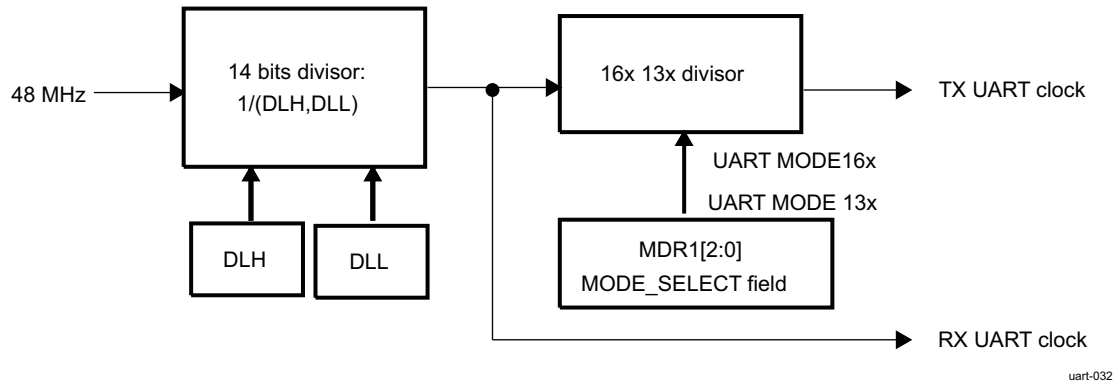 14 bits divisor:
1/(DLH,DLL)
16x 13x divisor
48 MHz
TX UART clock
UART MODE16x
UART MODE 13x
DLH
DLL
MDR1[2:0]
MODE_SELECT field
RX UART clock
uart-032